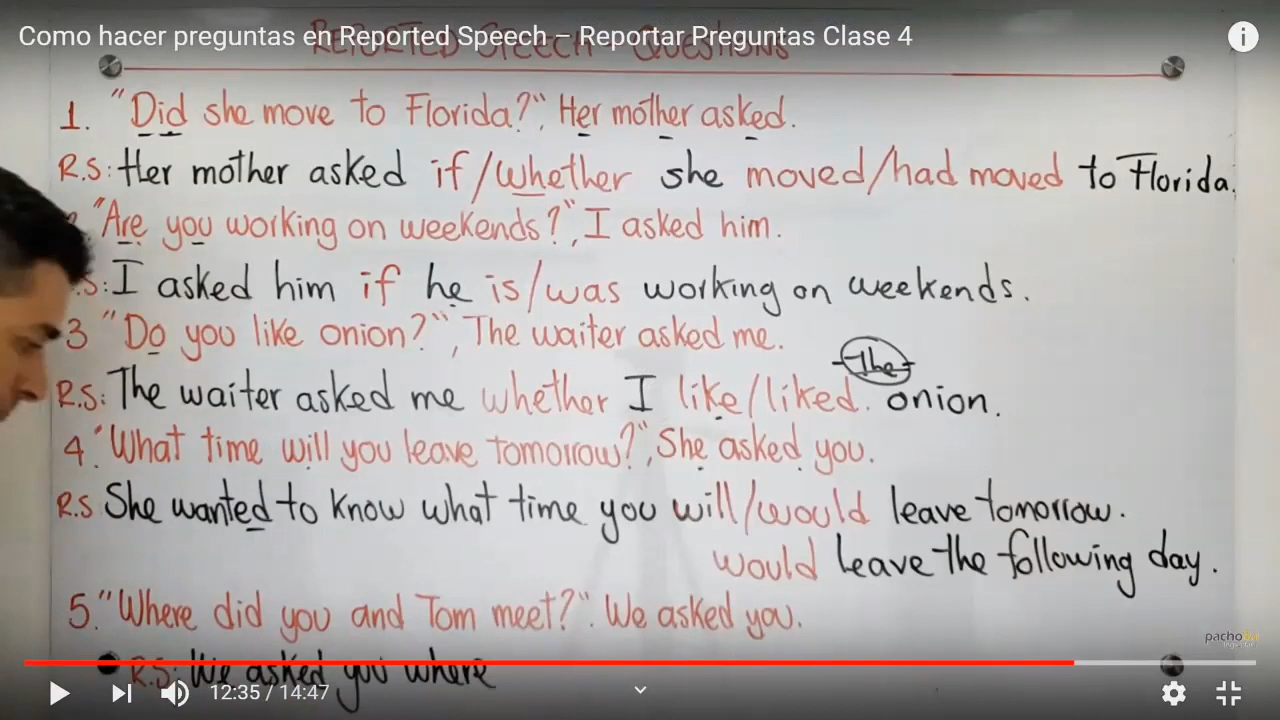 Como hacer preguntas en Reported Speech – Reportar Preguntas Clase 4
REPORTED SPEECH - QUESTIONS
1. "Did she move to Florida?", Her mother asked.
R.S: Her mother asked if/whether she moved/had moved to Florida.
"Are you working on weekends?", I asked him.
S: I asked him if he is/was working on weekends.
3 "Do you like onion?", The waiter asked me.
The
R.S: The waiter asked me whether I like/liked. onion.
4."What time will you leave tomorrow?", She asked you.
R.S She wanted to know what time you will/would leave tomorrow.
would leave the following day.
5."Where did you and Tom meet?". We asked you.
R.S: We asked you where
12:35 / 14:47